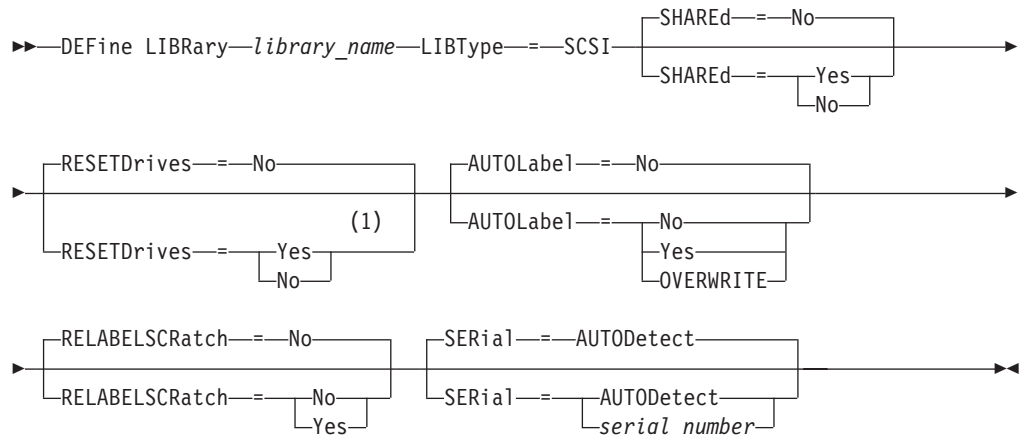 SHAREd = No
DEFine LIBRary library_name LIBType = SCSI
SHAREd = Yes
No
RESETDrives = No AUTOLabel = No
(1)
RESETDrives = Yes AUTOLabel = No
No Yes
OVERWRITE
RELABELSCRatch = No SERial = AUTODetect
RELABELSCRatch = No SERial = AUTODetect
Yes serial number